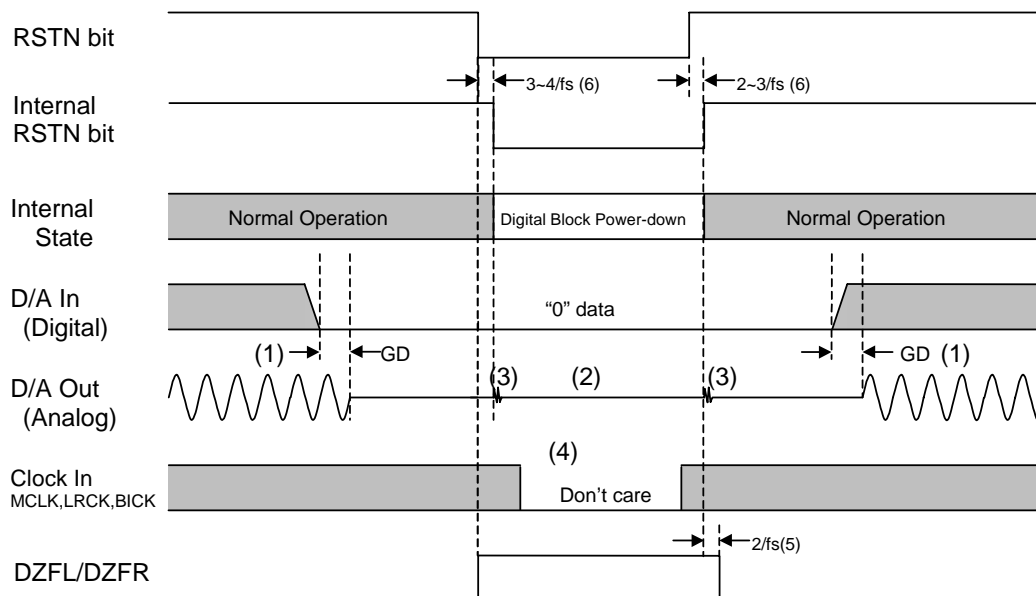 RSTN bit
3~4/fs (6)
2~3/fs (6)
Internal
RSTN bit
Internal
State
Normal Operation
Digital Block Power-down
Normal Operation
D/A In
(Digital)
“0” data
(1)
GD
GD
(1)
D/A Out
(Analog)
(3)
(2)
(3)
(4)
Clock In
MCLK,LRCK,BICK
Don’t care
2/fs(5)
DZFL/DZFR